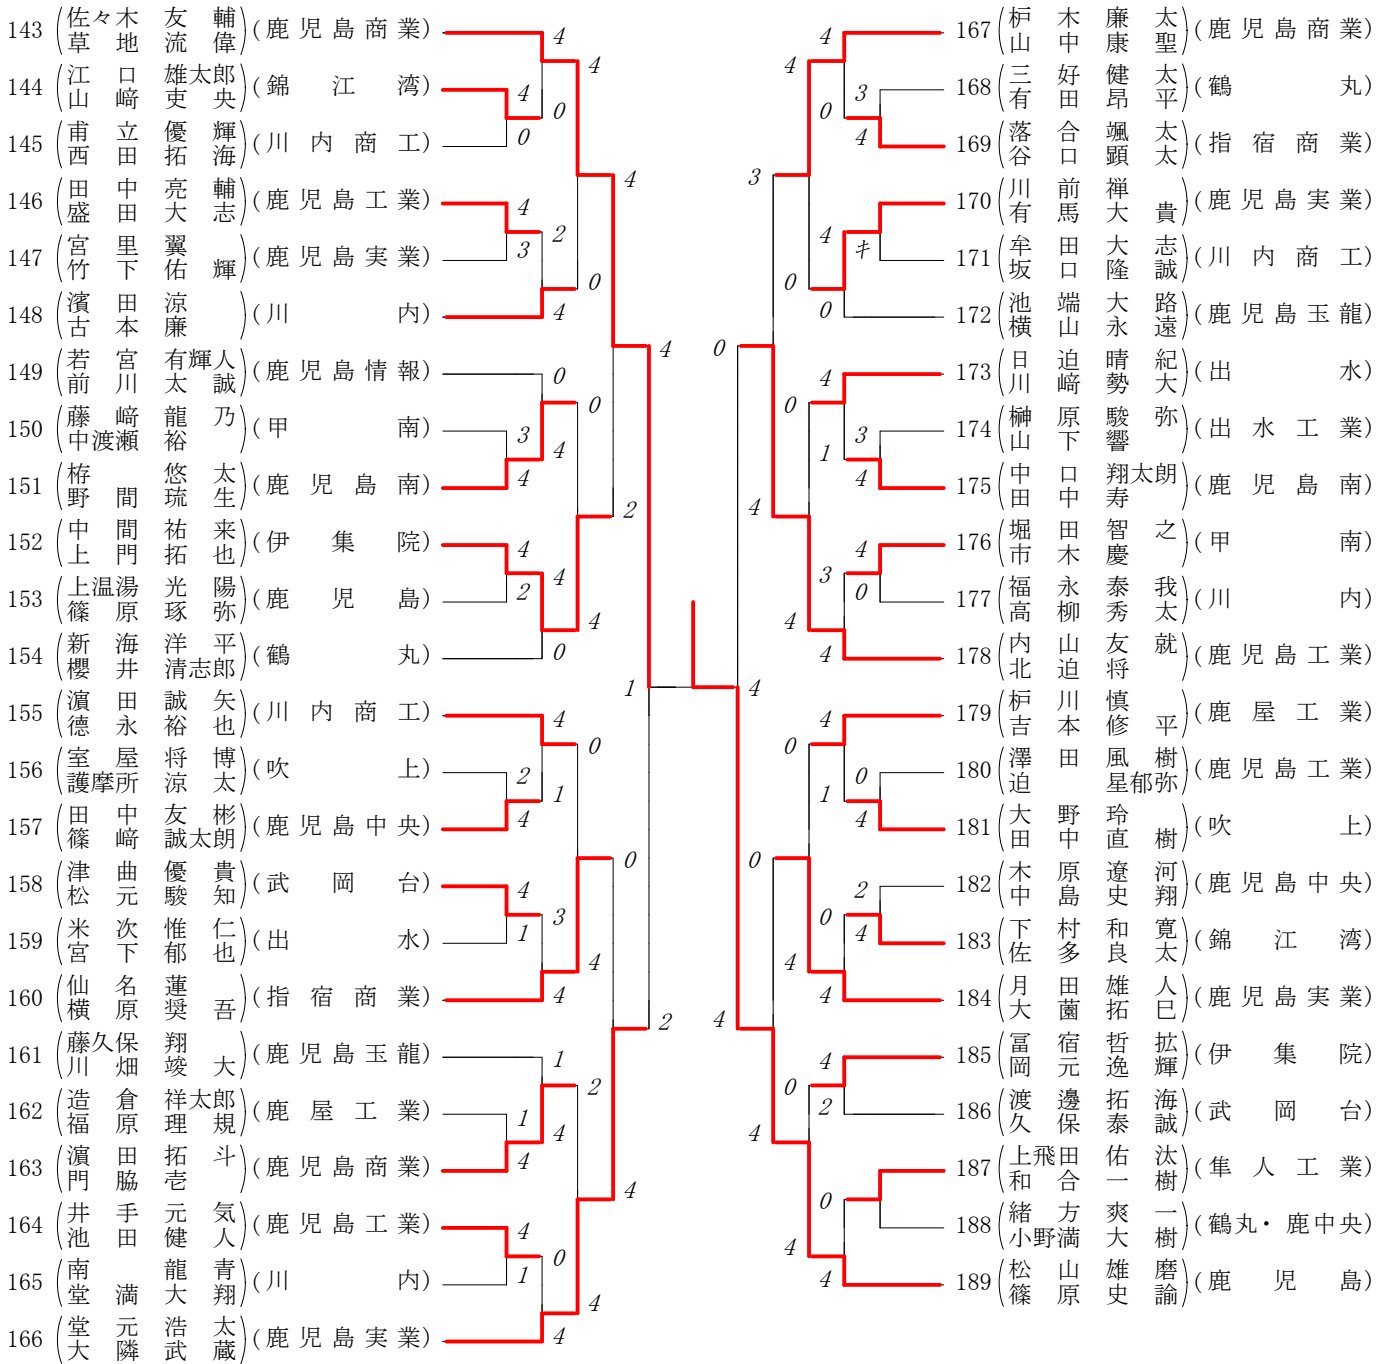 143 (佐々木 友輔 草地流偉) (鹿児島商業)
144 (江口 雄太郎 山﨑吏央) (錦江湾)
145 (甫立優輝 西田拓海) (川内商工)
146 (田中亮輔 盛田大志) (鹿児島工業)
147 (宮里翼 竹下佑輝) (鹿児島実業)
148 (濱田涼 古本廉) (川内)
149 (若宮 有輝人 前川太誠) (鹿児島情報)
150 (藤﨑龍乃 中渡瀬 裕) (甲南)
151 (栫悠太 野間琉生) (鹿児島南)
152 (中間祐来 上門拓也) (伊集院)
153 (上温湯 光陽 篠原琢弥) (鹿児島)
154 (新海洋平 櫻井 清志郎) (鶴丸)
155 (濵田誠矢 德永裕也) (川内商工)
156 (室屋将博 護摩所 涼太) (吹上)
157 (田中友彬 篠﨑 誠太朗) (鹿児島中央)
158 (津曲優貴 松元駿知) (武岡台)
159 (米次惟仁 宮下郁也) (出水)
160 (仙名蓮 横原奨吾) (指宿商業)
161 (藤久保 翔 川畑竣大) (鹿児島玉龍)
162 (造倉 祥太郎 福原理規) (鹿屋工業)
163 (濵田拓斗 門脇壱) (鹿児島商業)
164 (井手元気 池田健人) (鹿児島工業)
165 (南龍青 堂満大翔) (川内)
166 (堂元浩太 大隣武蔵) (鹿児島実業)
4
4
4
0
0
4
4
2
3
0
4
4
0
0
3
4
4
2
4
4
2
4
0
1
4
0
2
1
4
0
4
3
1
4
4
2
1
2
1
4
4
4
4
0
1
4
4
4
167 (枦木廉太 山中康聖) (鹿児島商業)
168 (三好健太 有田昂平) (鶴丸)
169 (落合颯太 谷口顕太) (指宿商業)
170 (川前禅 有馬大貴) (鹿児島実業)
171 (牟田大志 坂口隆誠) (川内商工)
172 (池端大路 横山永遠) (鹿児島玉龍)
173 (日迫晴紀 川﨑勢大) (出水)
174 (榊原駿弥 山下響) (出水工業)
175 (中口 翔太朗 田中寿) (鹿児島南)
176 (堀田智之 市木慶) (甲南)
177 (福永泰我 高柳秀太) (川内)
178 (内山友就 北迫将) (鹿児島工業)
179 (枦川慎 吉本修平) (鹿屋工業)
180 (澤田風樹 迫 星郁弥) (鹿児島工業)
181 (大野玲 田中直樹) (吹上)
182 (木原遼河 中島史翔) (鹿児島中央)
183 (下村和寛 佐多良太) (錦江湾)
184 (月田雄人 大薗拓巳) (鹿児島実業)
185 (冨宿哲拡 岡元逸輝) (伊集院)
186 (渡邊拓海 久保泰誠) (武岡台)
187 (上飛田 佑汰 和合一樹) (隼人工業)
188 (緒方爽一 小野満 大樹) (鶴丸・鹿中央)
189 (松山雄磨 篠原史諭) (鹿児島)
4
4
3
0
4
3
4
キ
0
0
0
4
0
3
1
4
4
4
3
0
4
4
4
4
0
0
1
4
0
2
0
4
4
4
4
0
2
4
0
4
4